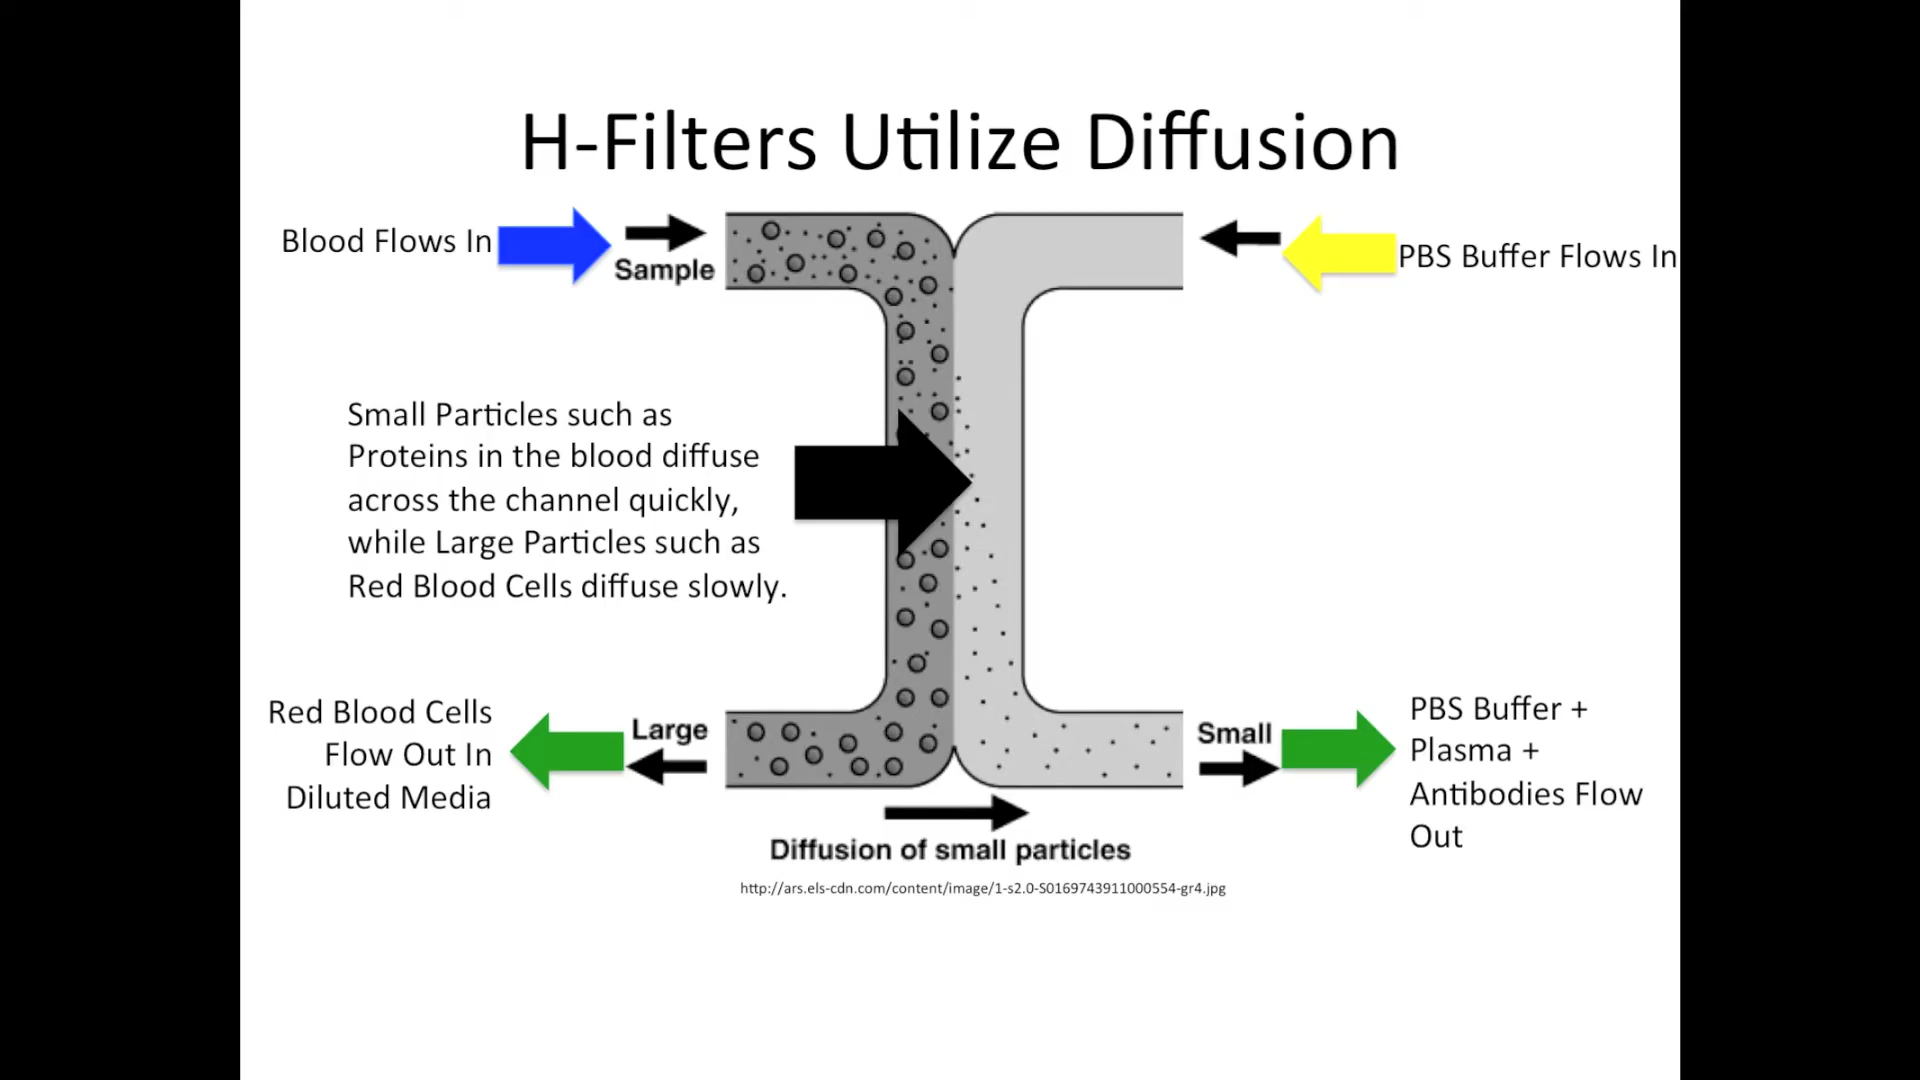 H-Filters Utilize Diffusion
Blood Flows In
Sample
PBS Buffer Flows In
Small Particles such as
Proteins in the blood diffuse
across the channel quickly,
while Large Particles such as
Red Blood Cells diffuse slowly.
Red Blood Cells
Flow Out In
Diluted Media
Large
Small
PBS Buffer +
Plasma +
Antibodies Flow
Out
Diffusion of small particles
http://ars.els-cdn.com/content/image/1-s2.0-S0169743911000554-gr4.jpg